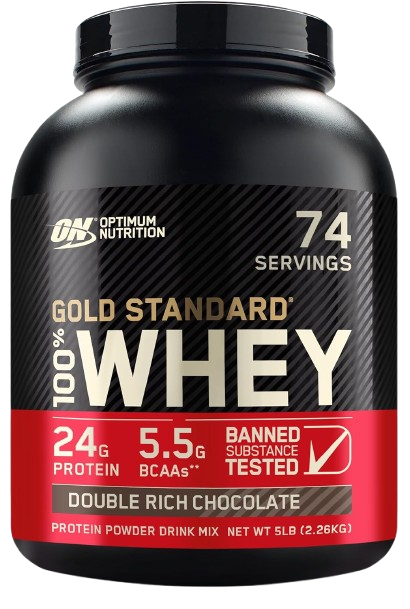 ON® OPTIMUM
NUTRITION
74
SERVINGS
GOLD STANDARD®
100% WHEY
24G
PROTEIN
5.5G
BCAAs**
BANNED
SUBSTANCE
TESTED
DOUBLE RICH CHOCOLATE
PROTEIN POWDER DRINK MIX NET WT 5LB (2.26KG)